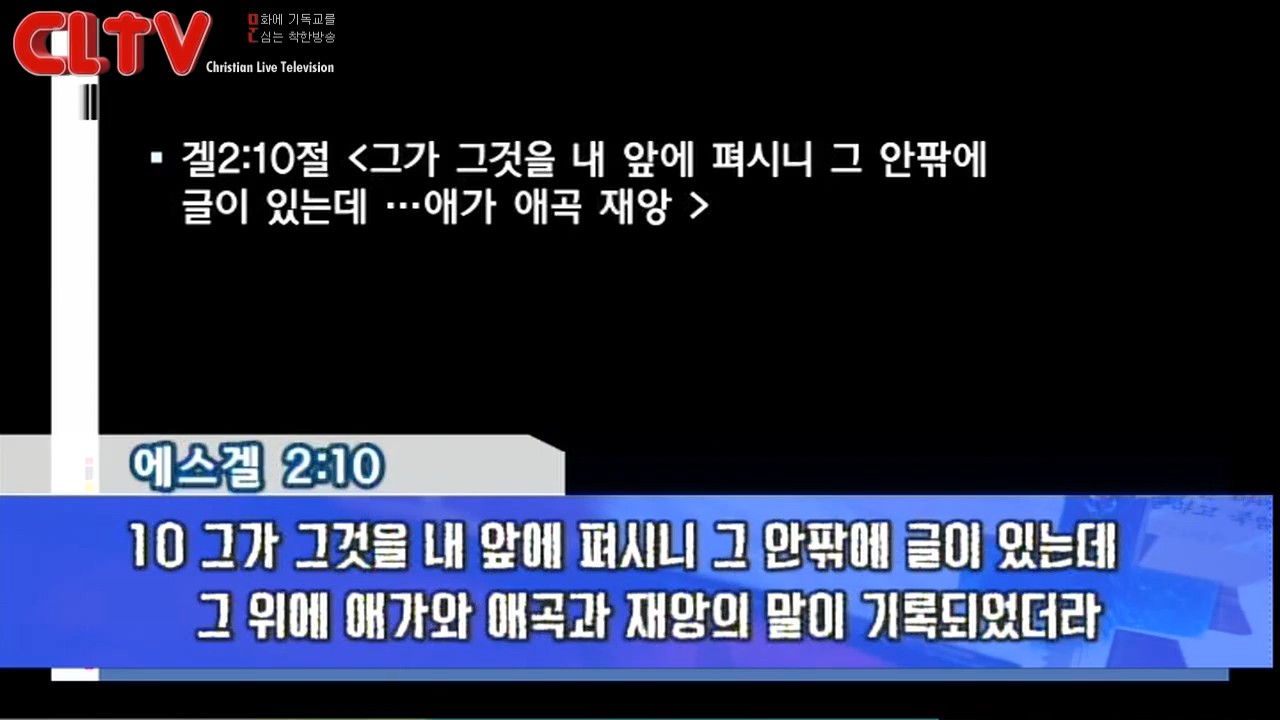 CLTV
문화에 기독교를
심는 착한방송
Christian Live Television
▪ 겔2:10절 <그가 그것을 내 앞에 펴시니 그 안팎에
글이 있는데 …애가 애곡 재앙 >
에스겔 2:10
10 그가 그것을 내 앞에 펴시니 그 안팎에 글이 있는데
그 위에 애가와 애곡과 재앙의 말이 기록되었더라